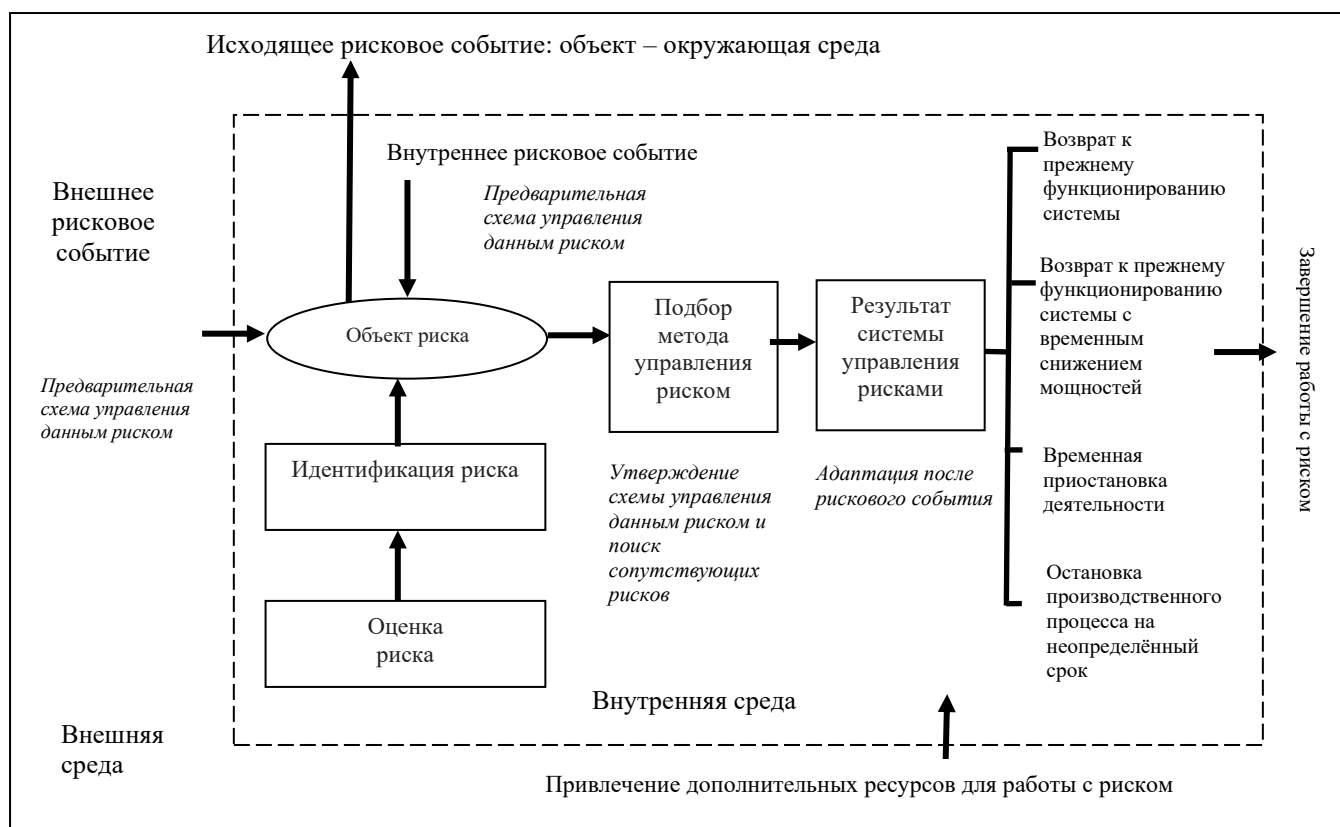 Исходящее рисковое событие: объект – окружающая среда
Внутреннее рисковое событие
Предварительная
схема управления
данным риском
Внешнее
рисковое
событие
Предварительная
схема управления
данным риском
Объект риска
Идентификация риска
Оценка
риска
Подбор
метода
управления
риском
Утверждение
схемы управления
данным риском и
поиск
сопутствующих
рисков
Результат
системы
управления
рисками
Адаптация после
рискового события
Возврат к
прежнему
функционированию
системы
Возврат к прежнему
функционированию
системы с
временным
снижением
мощностей
Временная
приостановка
деятельности
Остановка
производственного
процесса на
неопределённый
срок
Завершение работы с риском
Внутренняя среда
Внешняя
среда
Привлечение дополнительных ресурсов для работы с риском